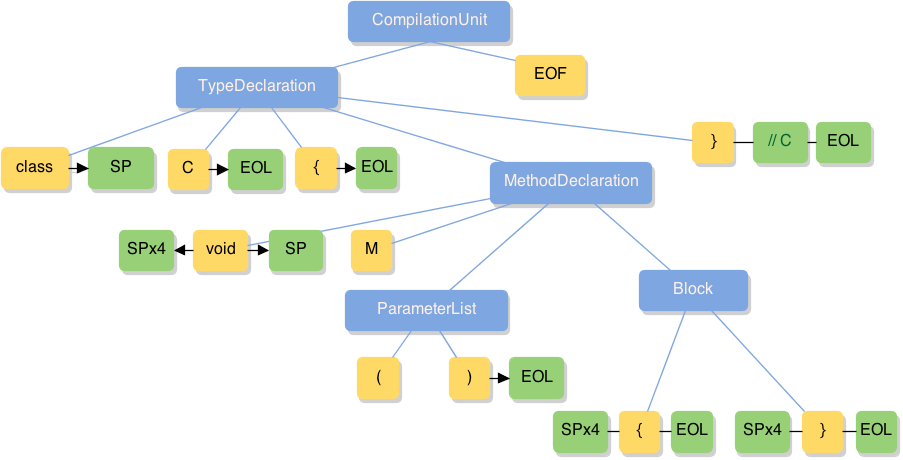 CompilationUnit
EOF
TypeDeclaration
} // C EOL
class SP C EOL { EOL
MethodDeclaration
SPx4 void SP M
ParameterList
Block
( ) EOL
SPx4 { EOL SPx4 } EOL